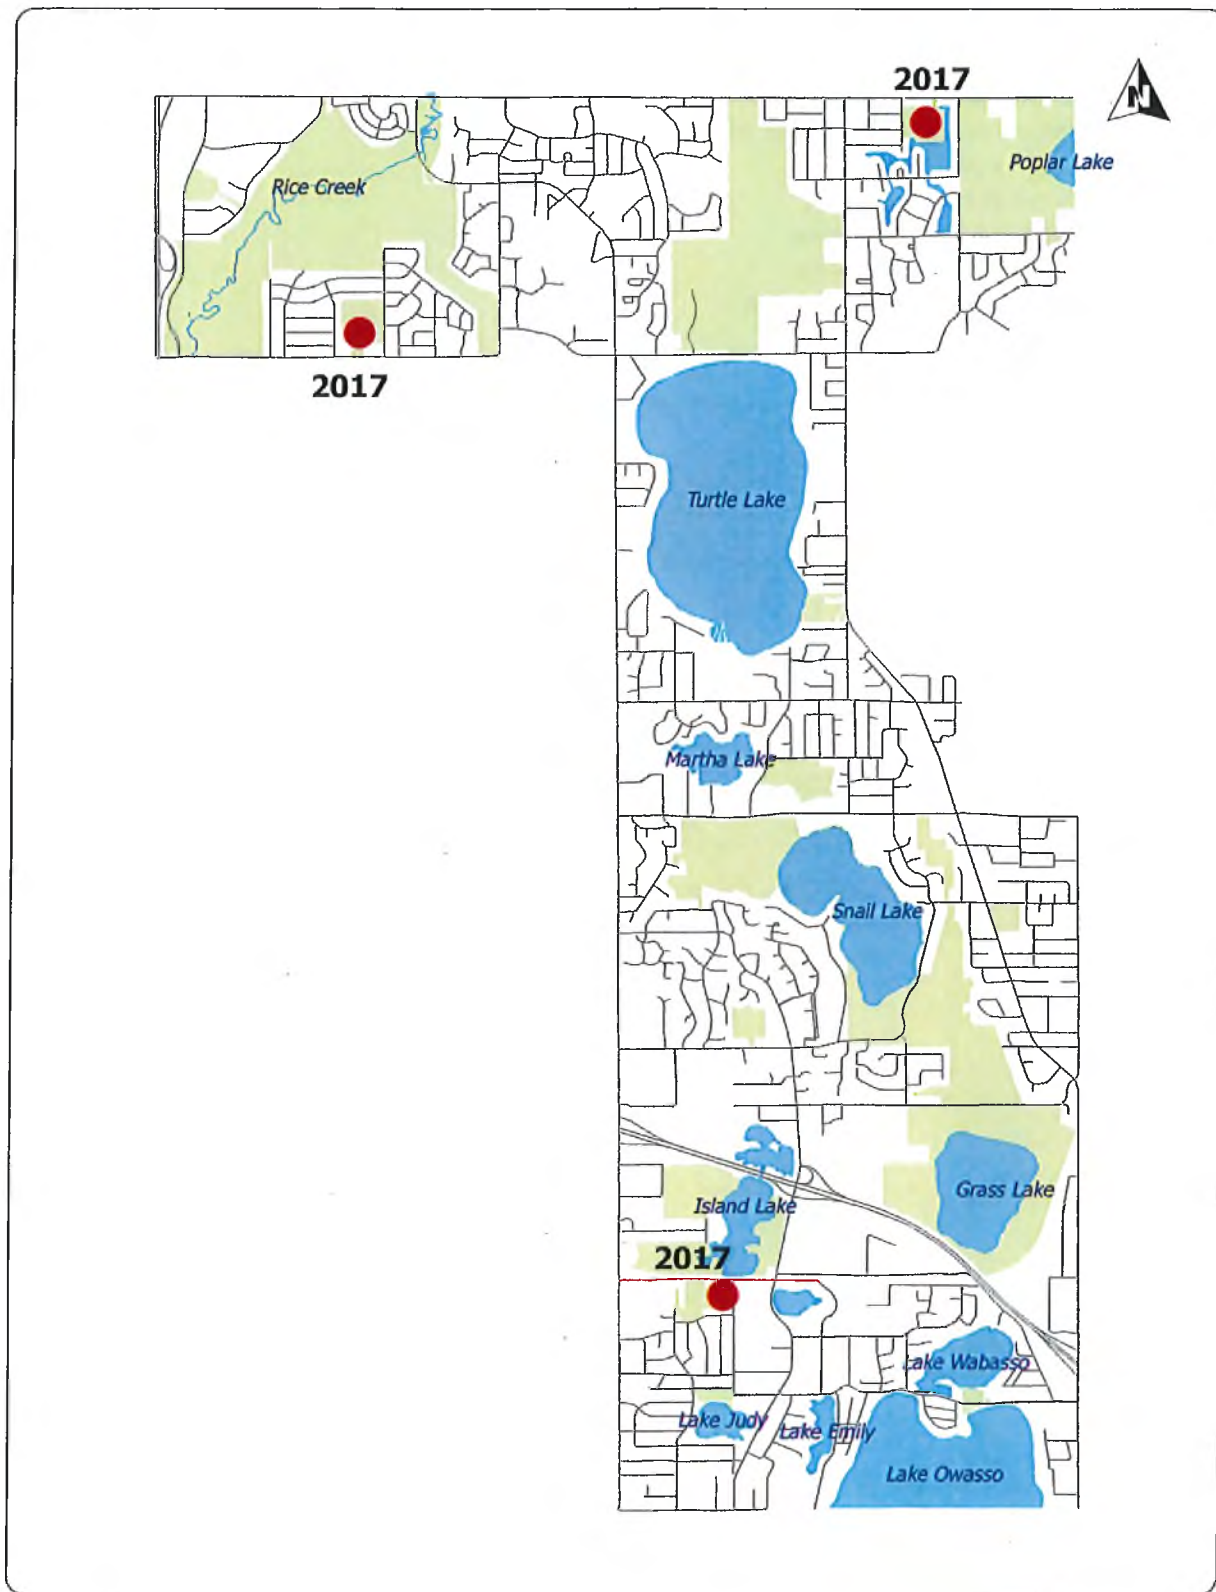 2017
N
Poplar Lake
Rice Creek
2017
Turtle Lake
Martha Lake
Snail Lake
Grass Lake
Island Lake
2017
Lake Wabasso
Lake Judy
Lake Emily
Lake Owasso